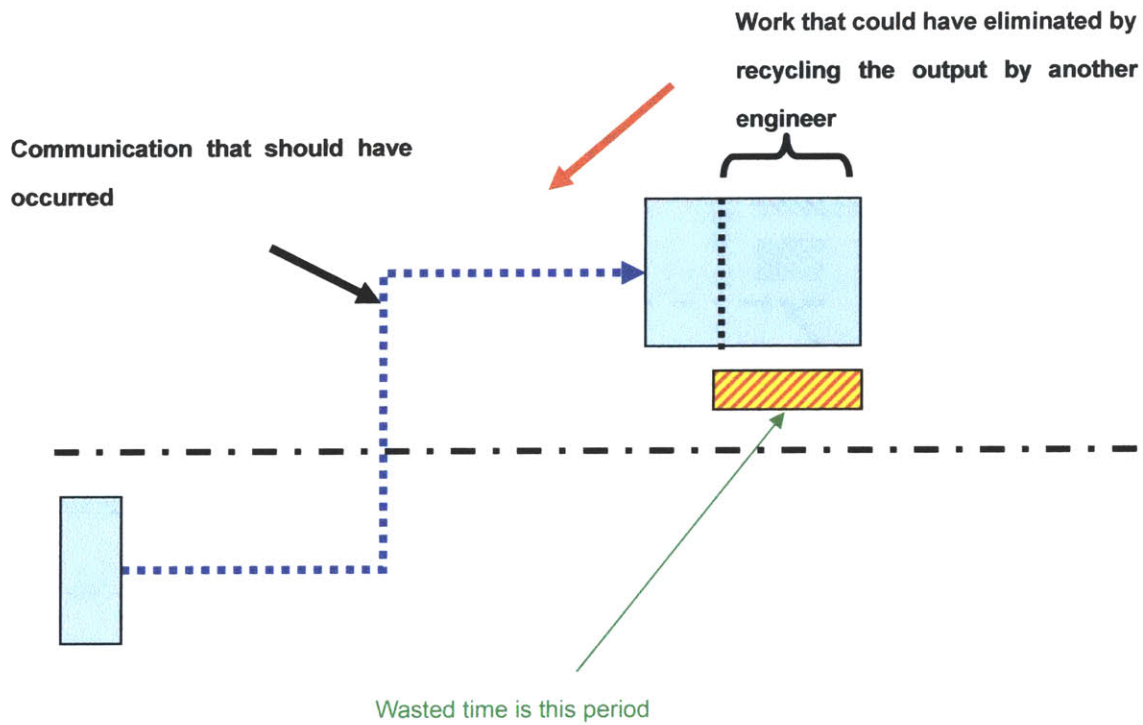 Work that could have eliminated by
recycling the output by another
engineer
Communication that should have
occurred
Wasted time is this period